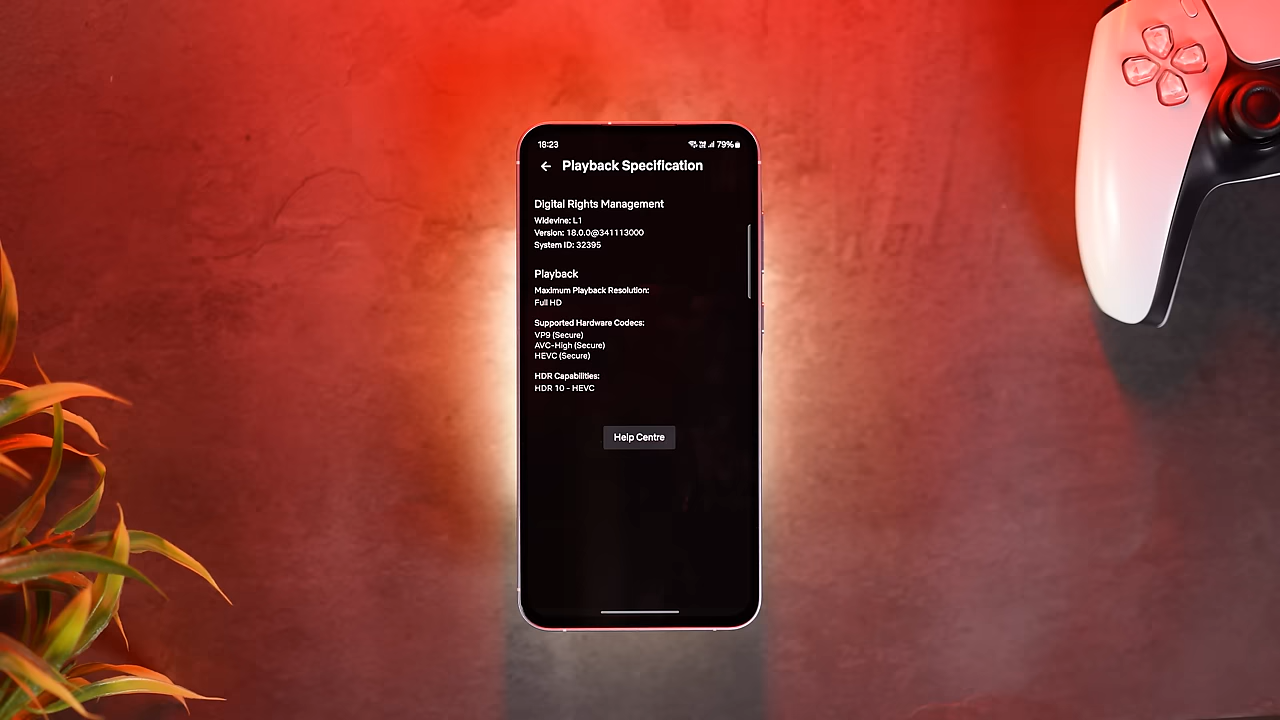 18:23
79%
Playback Specification
Digital Rights Management
Widevine: L1
Version: 18.0.0@341113000
System ID: 32395
Playback
Maximum Playback Resolution:
Full HD
Supported Hardware Codecs:
VP9 (Secure)
AVC-High (Secure)
HEVC (Secure)
HDR Capabilities:
HDR 10 - HEVC
Help Centre